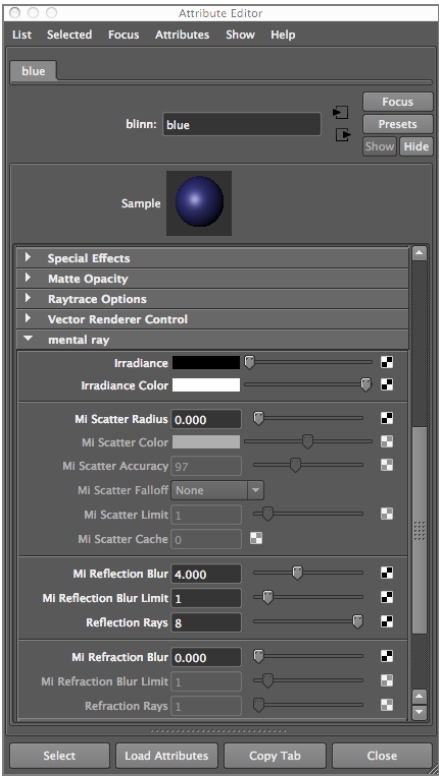 Attribute Editor
List Selected Focus Attributes Show Help
blue
Focus
blinn: blue
Presets
Show Hide
Sample
Special Effects
Matte Opacity
Raytrace Options
Vector Renderer Control
mental ray
Irradiance
Irradiance Color
Mi Scatter Radius 0.000
Mi Scatter Color
Mi Scatter Accuracy 97
Mi Scatter Falloff None
Mi Scatter Limit 1
Mi Scatter Cache 0
Mi Reflection Blur 4.000
Mi Reflection Blur Limit 1
Reflection Rays 8
Mi Refraction Blur 0.000
Mi Refraction Blur Limit 1
Refraction Rays 1
Select Load Attributes Copy Tab Close